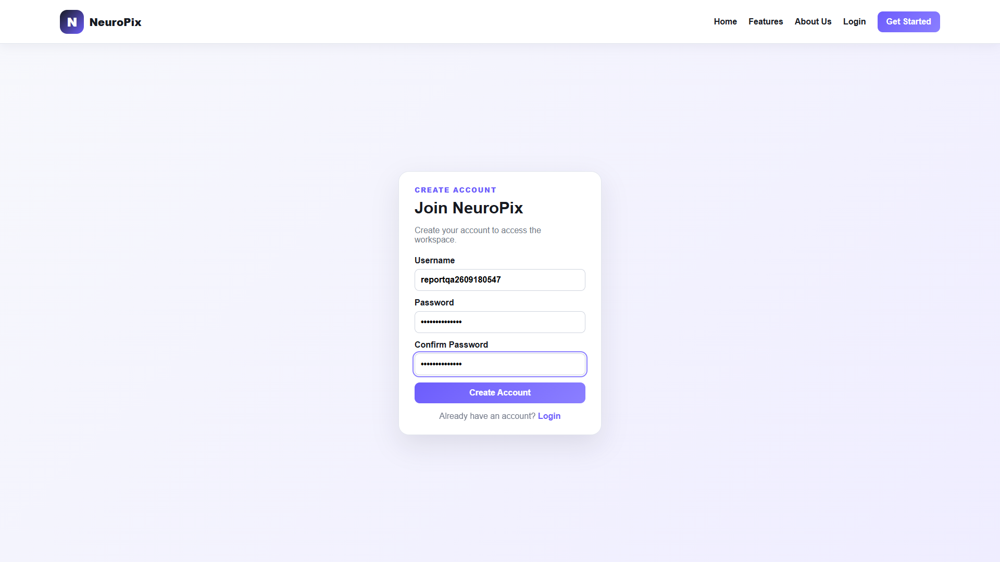 N NeuroPix
Home Features About Us Login Get Started
CREATE ACCOUNT
Join NeuroPix
Create your account to access the
workspace.
Username
reportqa2609180547
Password
••••••••••••••
Confirm Password
••••••••••••••
Create Account
Already have an account? Login